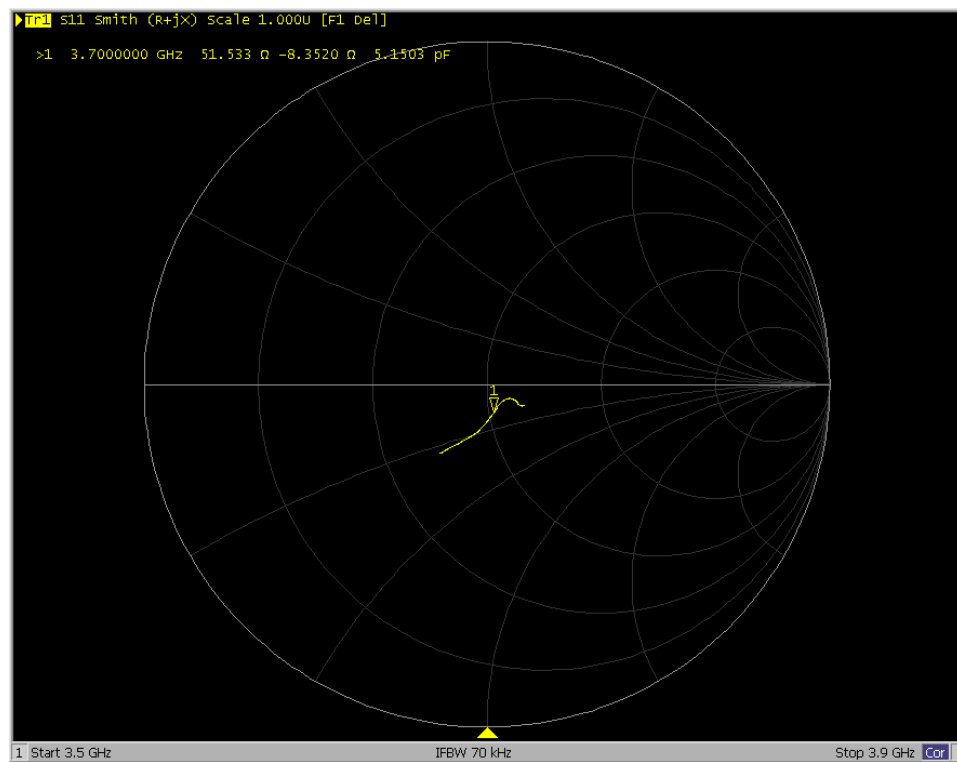 Tr1 S11 Smith (R+jX) Scale 1.000U [F1 Del]
>1 3.7000000 GHz 51.533 Ω -8.3520 Ω 5.1503 pF
1
1 Start 3.5 GHz IFBW 70 kHz Stop 3.9 GHz Cor